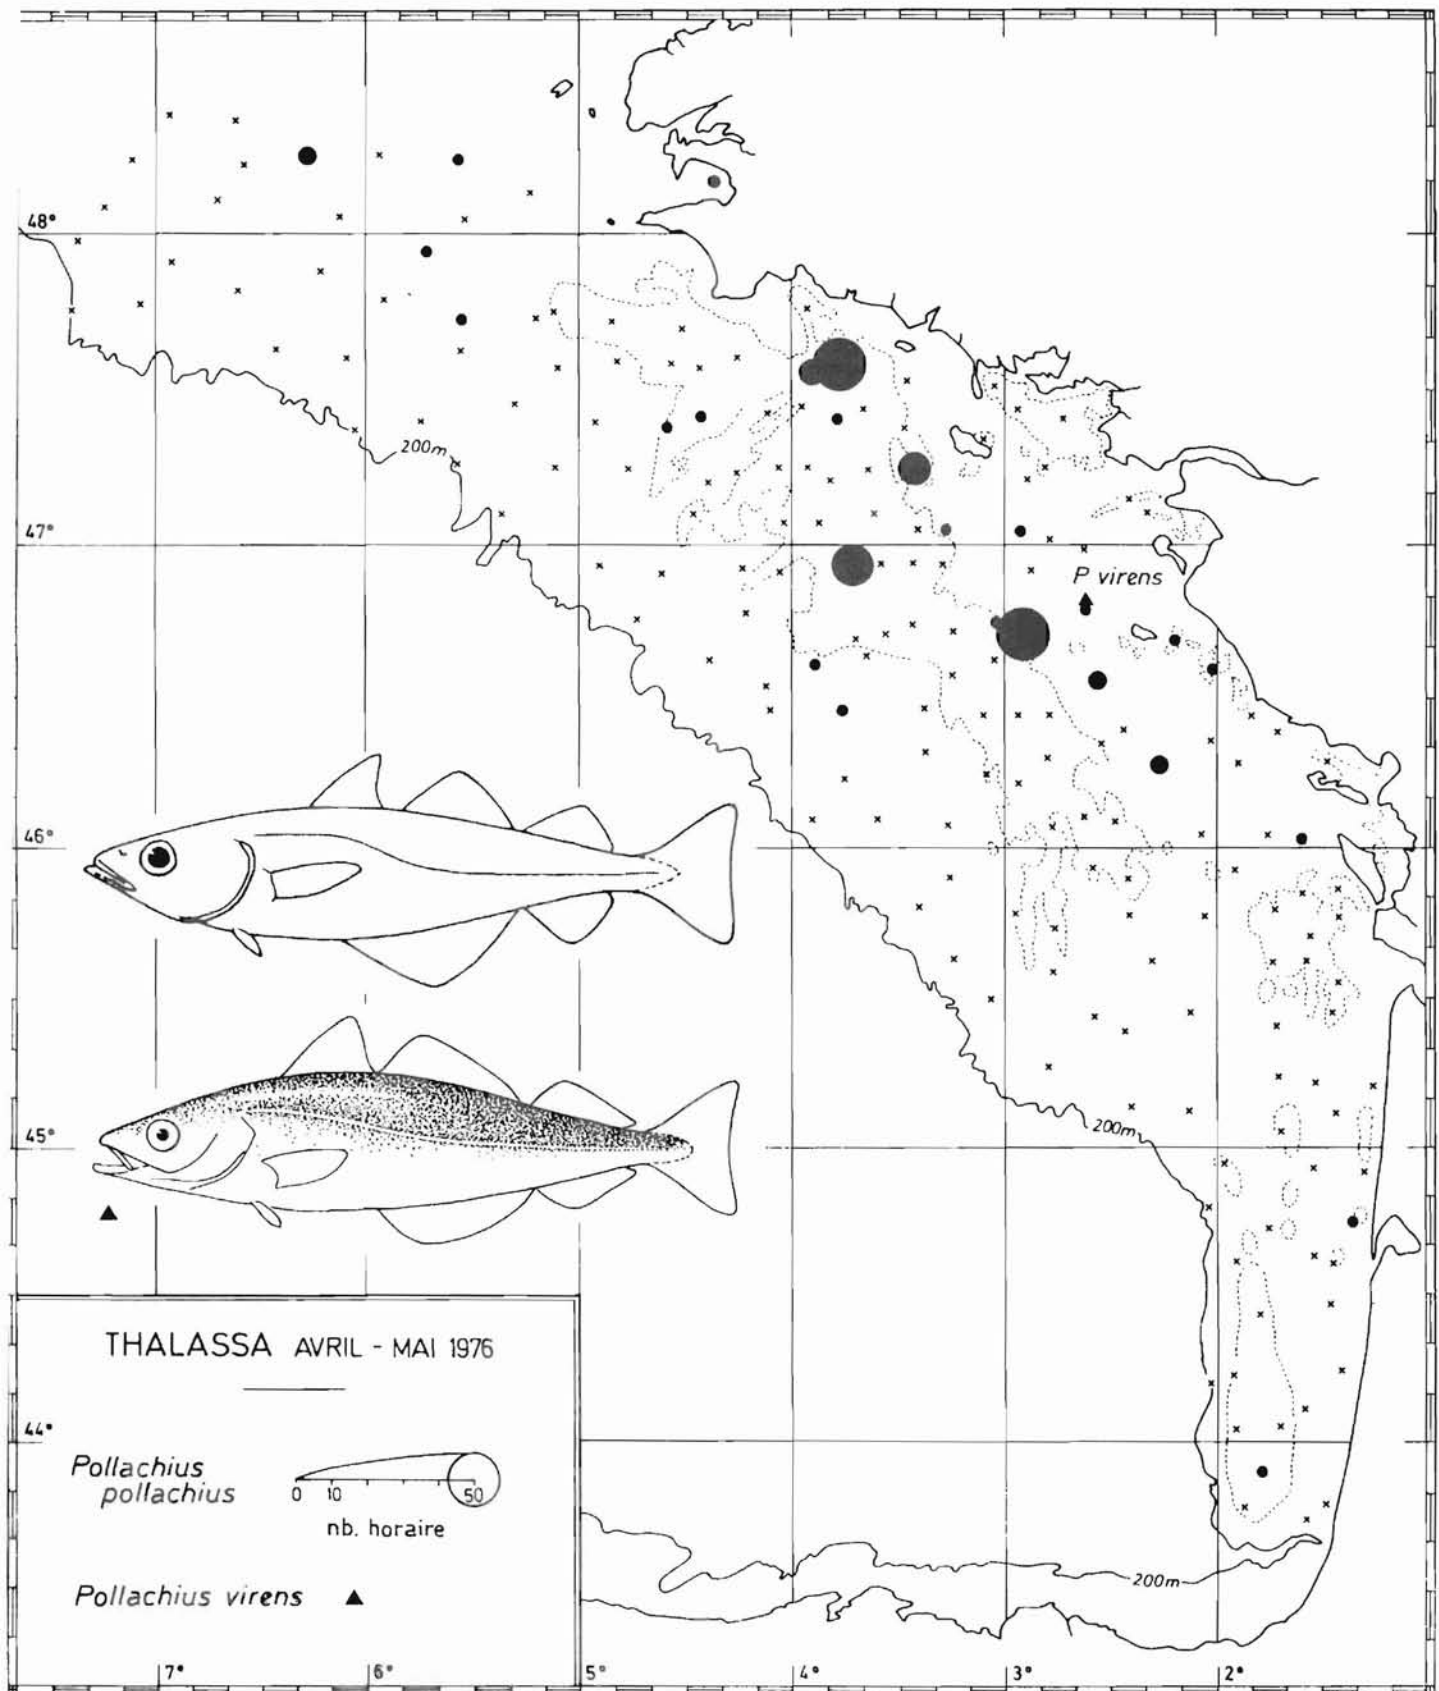 48°
200m
47°
P virens
46°
45°
200m
THALASSA AVRIL - MAI 1976
44°
Pollachius
pollachius
0 10 50
nb. horaire
Pollachius virens
200m
7° 6° 5° 4° 3° 2°